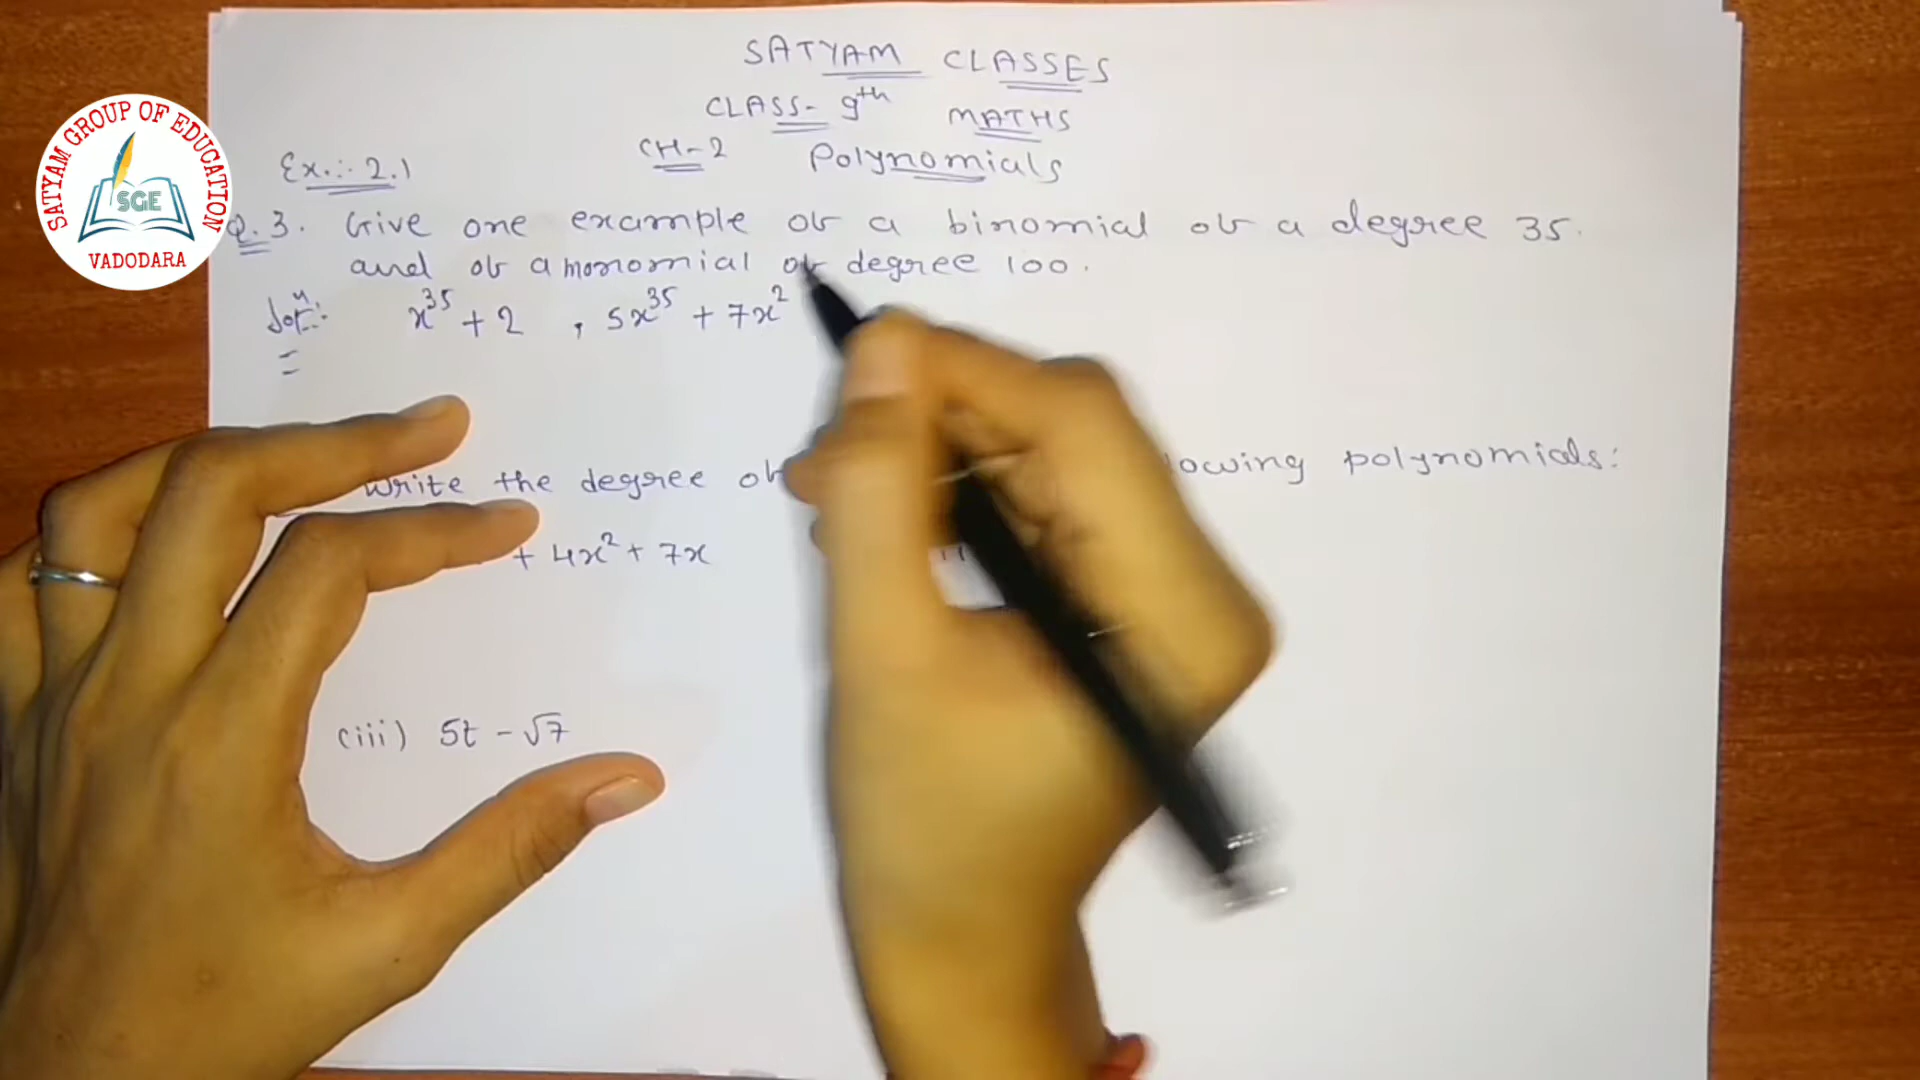 SATYAM CLASSES
CLASS- 9th MATHS
CH-2 Polynomials
Ex.:- 2.1
SATYAM GROUP OF EDUCATION
SGE
VADODARA
Q.3. Give one example of a binomial of a degree 35.
and of a monomial of degree 100.
Solⁿ: x³⁵ + 2 , 5x³⁵ + 7x²
Write the degree of lowing polynomials:
+ 4x² + 7x
(iii) 5t - √7